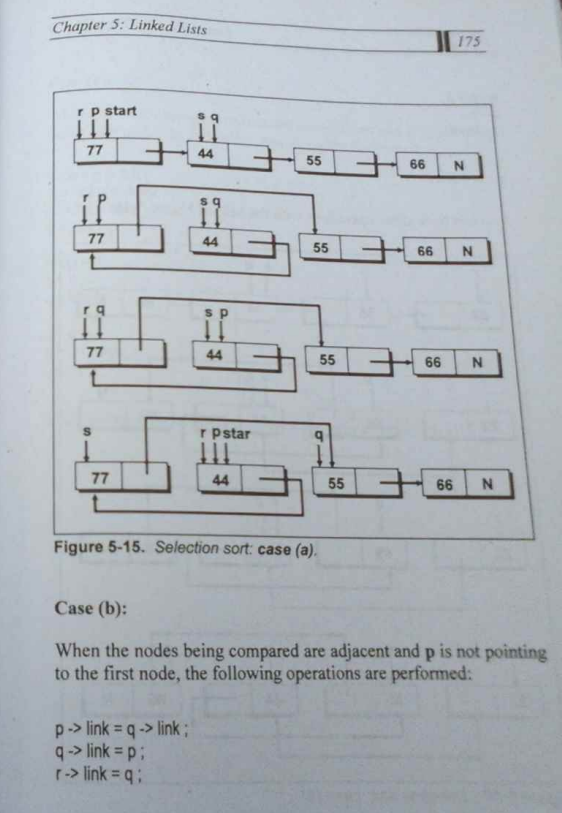 Chapter 5: Linked Lists
175
r p start
s q
77
44
55
66 N
r p
s q
77
44
55
66 N
r q
s p
77
44
55
66 N
s
r p star
q
77
44
55
66 N
Figure 5-15. Selection sort: case (a).
Case (b):
When the nodes being compared are adjacent and p is not pointing
to the first node, the following operations are performed:
p -> link = q -> link ;
q -> link = p ;
r -> link = q ;